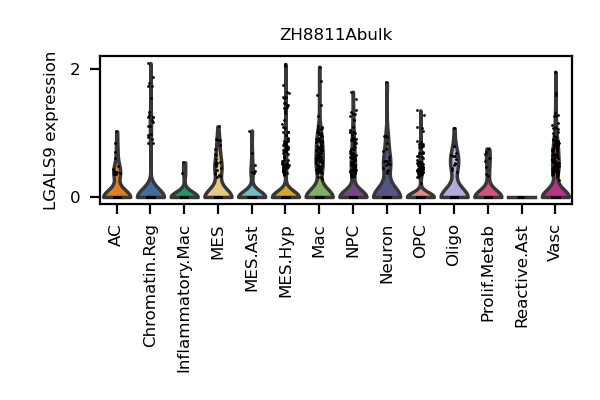 ZH8811Abulk
LGALS9 expression
2
0
AC
Chromatin.Reg
Inflammatory.Mac
MES
MES.Ast
MES.Hyp
Mac
NPC
Neuron
OPC
Oligo
Prolif.Metab
Reactive.Ast
Vasc